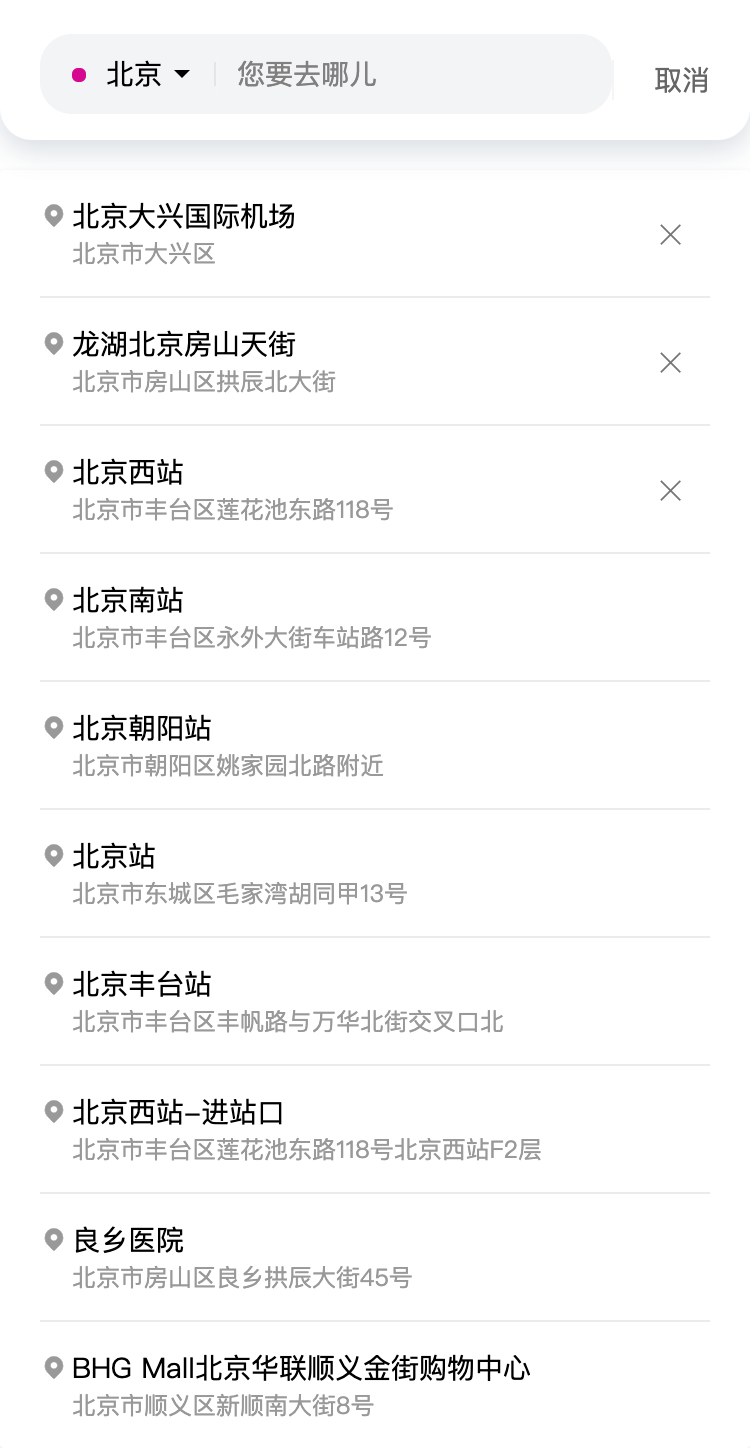 北京 您要去哪儿 取消
北京大兴国际机场
北京市大兴区
龙湖北京房山天街
北京市房山区拱辰北大街
北京西站
北京市丰台区莲花池东路118号
北京南站
北京市丰台区永外大街车站路12号
北京朝阳站
北京市朝阳区姚家园北路附近
北京站
北京市东城区毛家湾胡同甲13号
北京丰台站
北京市丰台区丰帆路与万华北街交叉口北
北京西站-进站口
北京市丰台区莲花池东路118号北京西站F2层
良乡医院
北京市房山区良乡拱辰大街45号
BHG Mall北京华联顺义金街购物中心
北京市顺义区新顺南大街8号